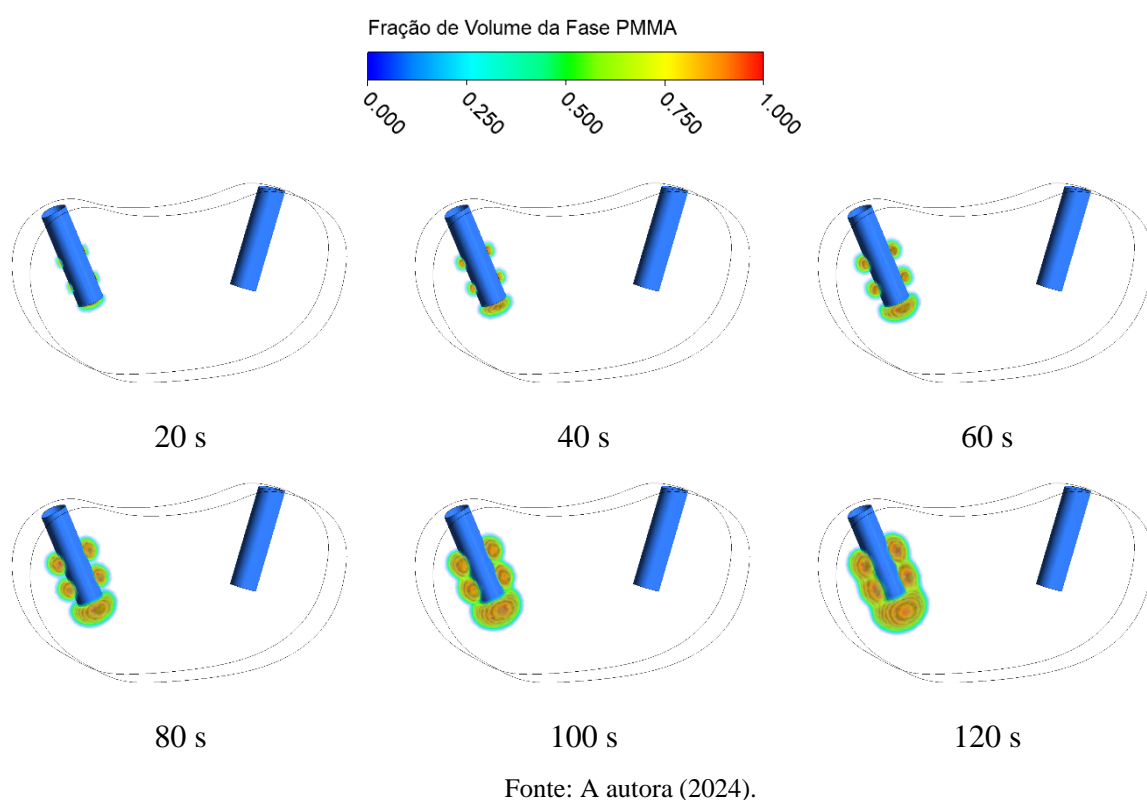 Fração de Volume da Fase PMMA
0.000 0.250 0.500 0.750 1.000
20 s 40 s 60 s
80 s 100 s 120 s
Fonte: A autora (2024).